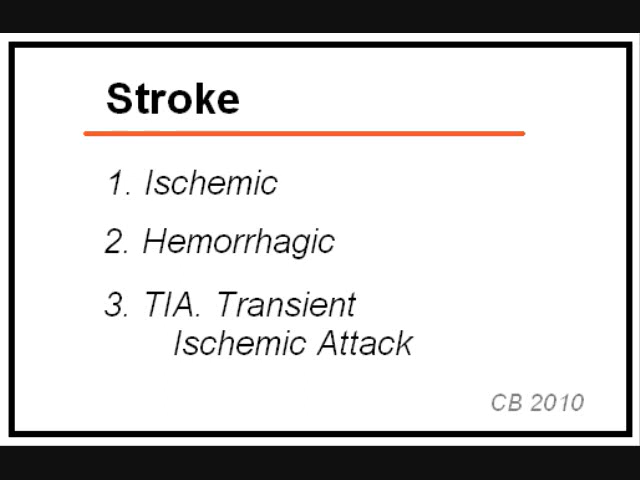 Stroke
1. Ischemic
2. Hemorrhagic
3. TIA. Transient
Ischemic Attack
CB 2010